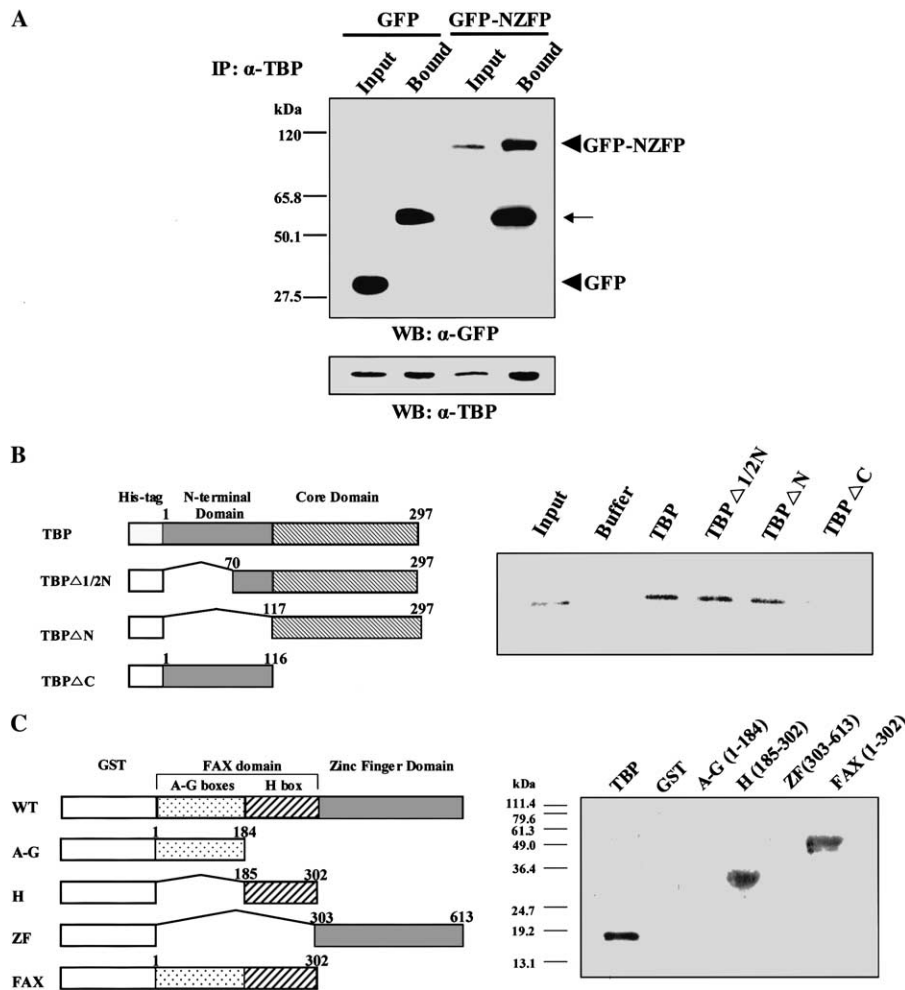 A
GFP GFP-NZFP
IP: α-TBP Input Bound Input Bound
kDa
120
GFP-NZFP
65.8
50.1
GFP
27.5
WB: α-GFP
WB: α-TBP
B
His-tag N-terminal Domain Core Domain
1 297
TBP
70 297
TBP△1/2N
117 297
TBP△N
1 116
TBP△C
Input Buffer TBP TBP△1/2N TBP△N TBP△C
C
GST FAX domain Zinc Finger Domain
A-G boxes H box
WT
1 184
A-G
185 302
H
303 613
ZF
1 302
FAX
TBP GST A-G (1-184) H (185-302) ZF(303-613) FAX (1-302)
kDa
111.4
79.6
61.3
49.0
36.4
24.7
19.2
13.1